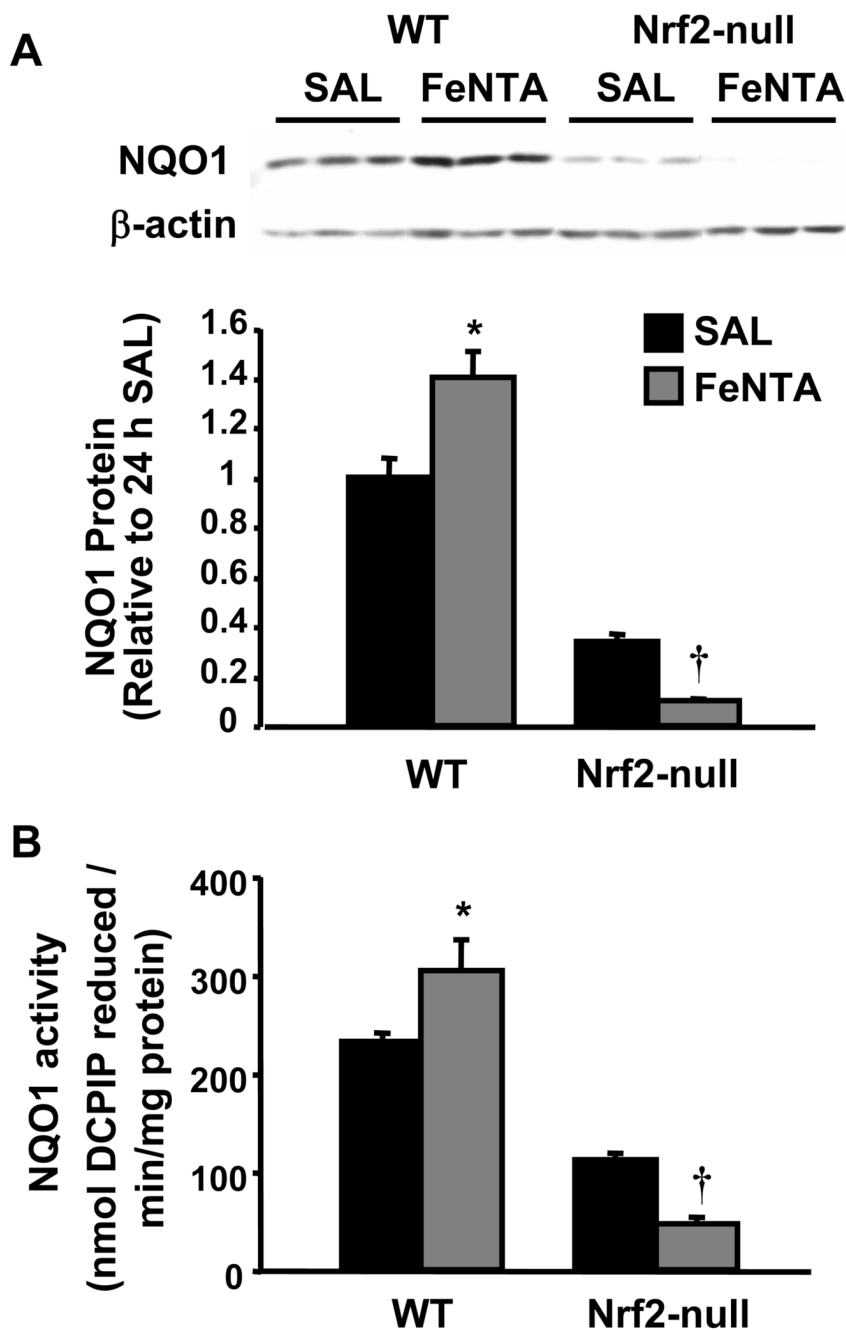 A
WT Nrf2-null
SAL FeNTA SAL FeNTA
NQO1
β-actin
NQO1 Protein
(Relative to 24 h SAL)
1.6
1.4
1.2
1
0.8
0.6
0.4
0.2
0
*
†
SAL
FeNTA
WT Nrf2-null
B
NQO1 activity
(nmol DCPIP reduced /
min/mg protein)
400
300
200
100
0
*
†
WT Nrf2-null